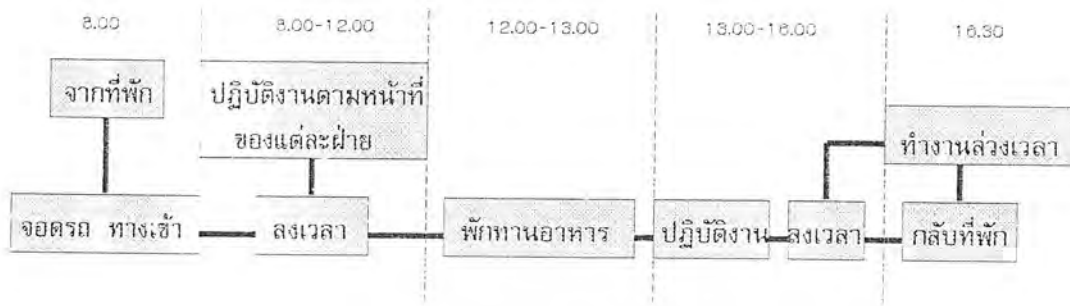 8.00
8.00-12.00
12.00-13.00
13.00-16.00
16.30
จากที่พัก
ปฏิบัติงานตามหน้าที่
ของแต่ละฝ่าย
ทำงานล่วงเวลา
จอดรถ ทางเข้า
ลงเวลา
พักทานอาหาร
ปฏิบัติงาน
ลงเวลา
กลับที่พัก